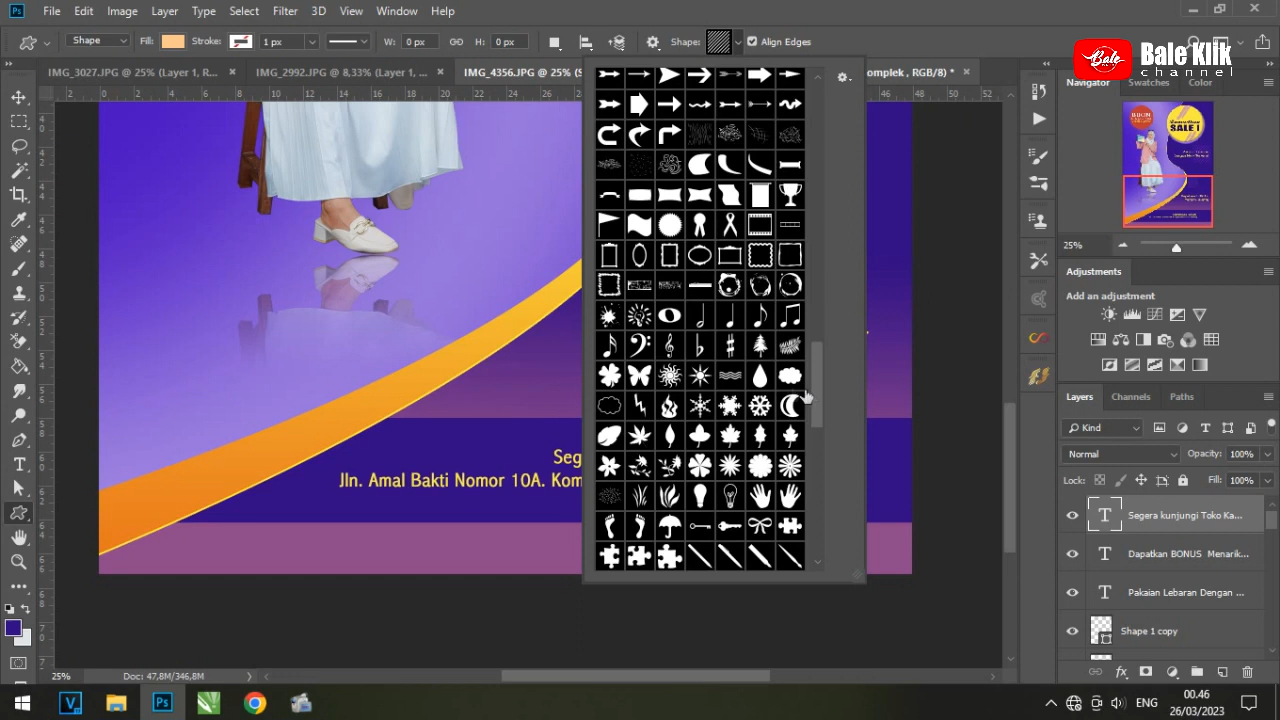 File Edit Image Layer Type Select Filter 3D View Window Help
Shape Fill: Stroke: 1 px W: 0 px H: 0 px Shape: Align Edges
Bale Bale Klik
channel
IMG_3027.JPG @ 25% (Layer 1, R... × IMG_2992.JPG @ 8,33% (Layer 1, ... × IMG_4356.JPG @ 25% (S omplek , RGB/8) * ×
Navigator Swatches Color
SALE !
25%
Adjustments
Add an adjustment
Layers Channels Paths
Kind
Normal Opacity: 100%
Lock: Fill: 100%
Seg
Jln. Amal Bakti Nomor 10A. Kom
T Segera kunjungi Toko Ka...
T Dapatkan BONUS Menarik...
T Pakaian Lebaran Dengan ...
Shape 1 copy
25% Doc: 47,8M/346,8M
ENG
00.46
26/03/2023